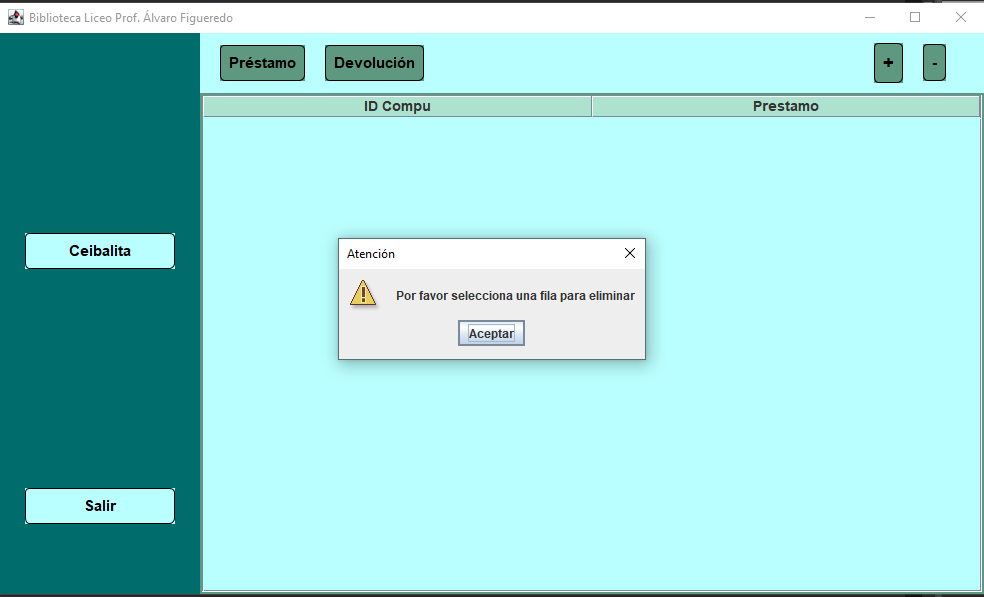 Biblioteca Liceo Prof. Álvaro Figueredo
Préstamo
Devolución
+
-
ID Compu
Prestamo
Ceibalita
Atención
Por favor selecciona una fila para eliminar
Aceptar
Salir